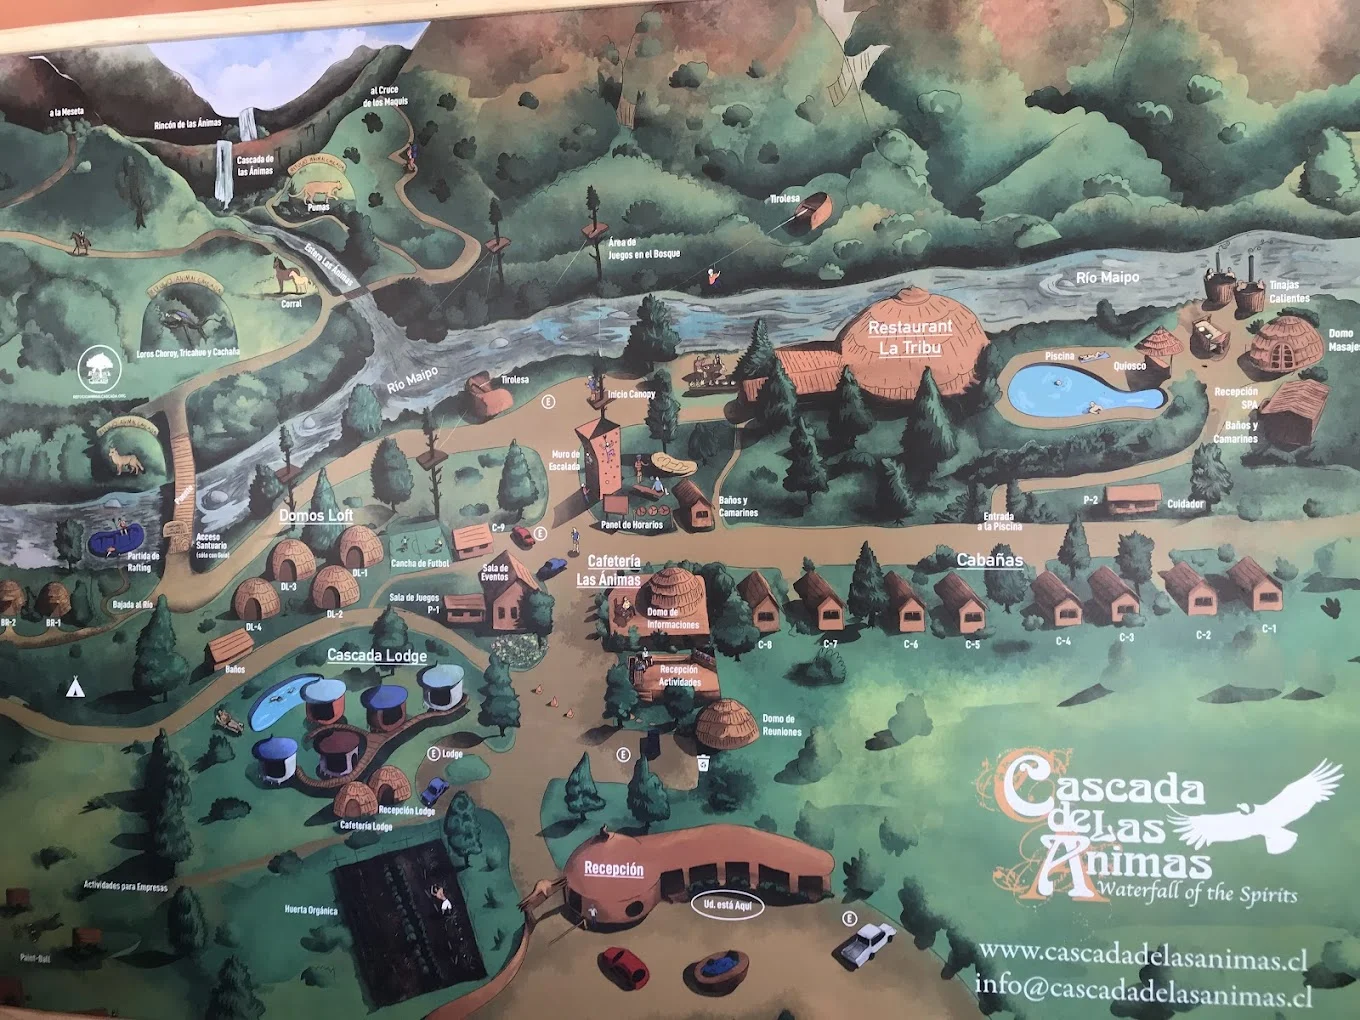 a la Meseta
Rincón de las Ánimas
al Cruce
de los Maquis
Cascada de
las Ánimas
Pumas
Estero Las Ánimas
Corral
Loros Choroy, Tricahue y Cachaña
Tirolesa
Área de
Juegos en el Bosque
Río Maipo
Tinajas
Calientes
Restaurant
La Tribu
Domo
Masajes
Piscina
Quiosco
Río Maipo
Tirolesa
E
Inicio Canopy
Recepción
SPA
Baños y
Camarines
Muro de
Escalada
Panel de Horarios
Baños y
Camarines
P-2
Cuidador
Entrada
a la Piscina
Puente
Acceso
Santuario
(sólo con Guía)
Partida de
Rafting
Bajada al Río
BR-2
BR-1
Domos Loft
DL-1
DL-3
DL-2
DL-4
C-9
E
Cancha de Futbol
Sala de
Eventos
Sala de Juegos
P-1
Cafetería
Las Ánimas
Domo de
Informaciones
Cabañas
C-8
C-7
C-6
C-5
C-4
C-3
C-2
C-1
Baños
Cascada Lodge
Recepción
Actividades
Domo de
Reuniones
E Lodge
E
Recepción Lodge
Cafetería Lodge
Actividades para Empresas
Huerta Orgánica
Paint-Ball
Recepción
Ud. está Aquí
E
Cascada
de Las
Animas
Waterfall of the Spirits
www.cascadadelasanimas.cl
info@cascadadelasanimas.cl